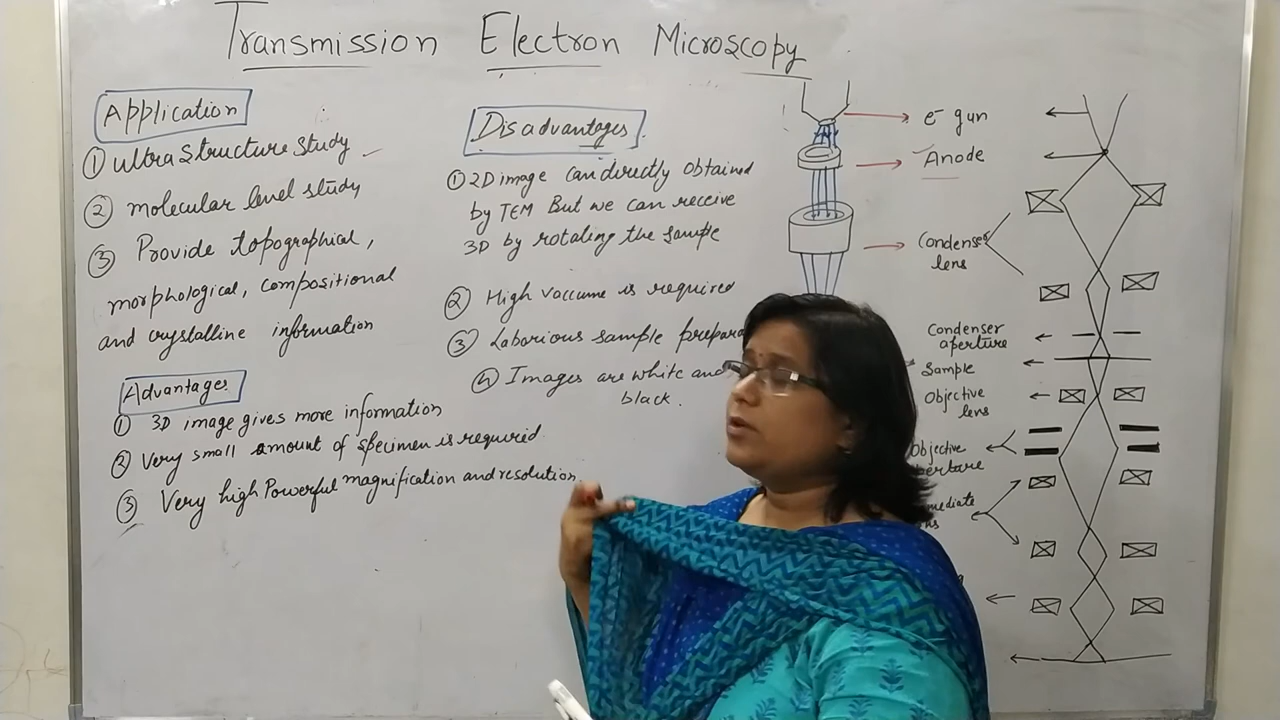 Transmission Electron Microscopy
Application
① ultrastructure study
② molecular level study
③ Provide topographical,
morphological, compositional
and crystalline information
Advantages
① 3D image gives more information
② Very small amount of specimen is required
③ Very high Powerful magnification and resolution.
Disadvantages
① 2D image can directly obtained
by TEM But we can receive
3D by rotating the sample
② High vaccume is required
③ Laborious sample prepara
④ Images are white and
black.
e⁻ gun
Anode
Condenser
lens
Condenser
aperture
Sample
Objective
lens
Objective